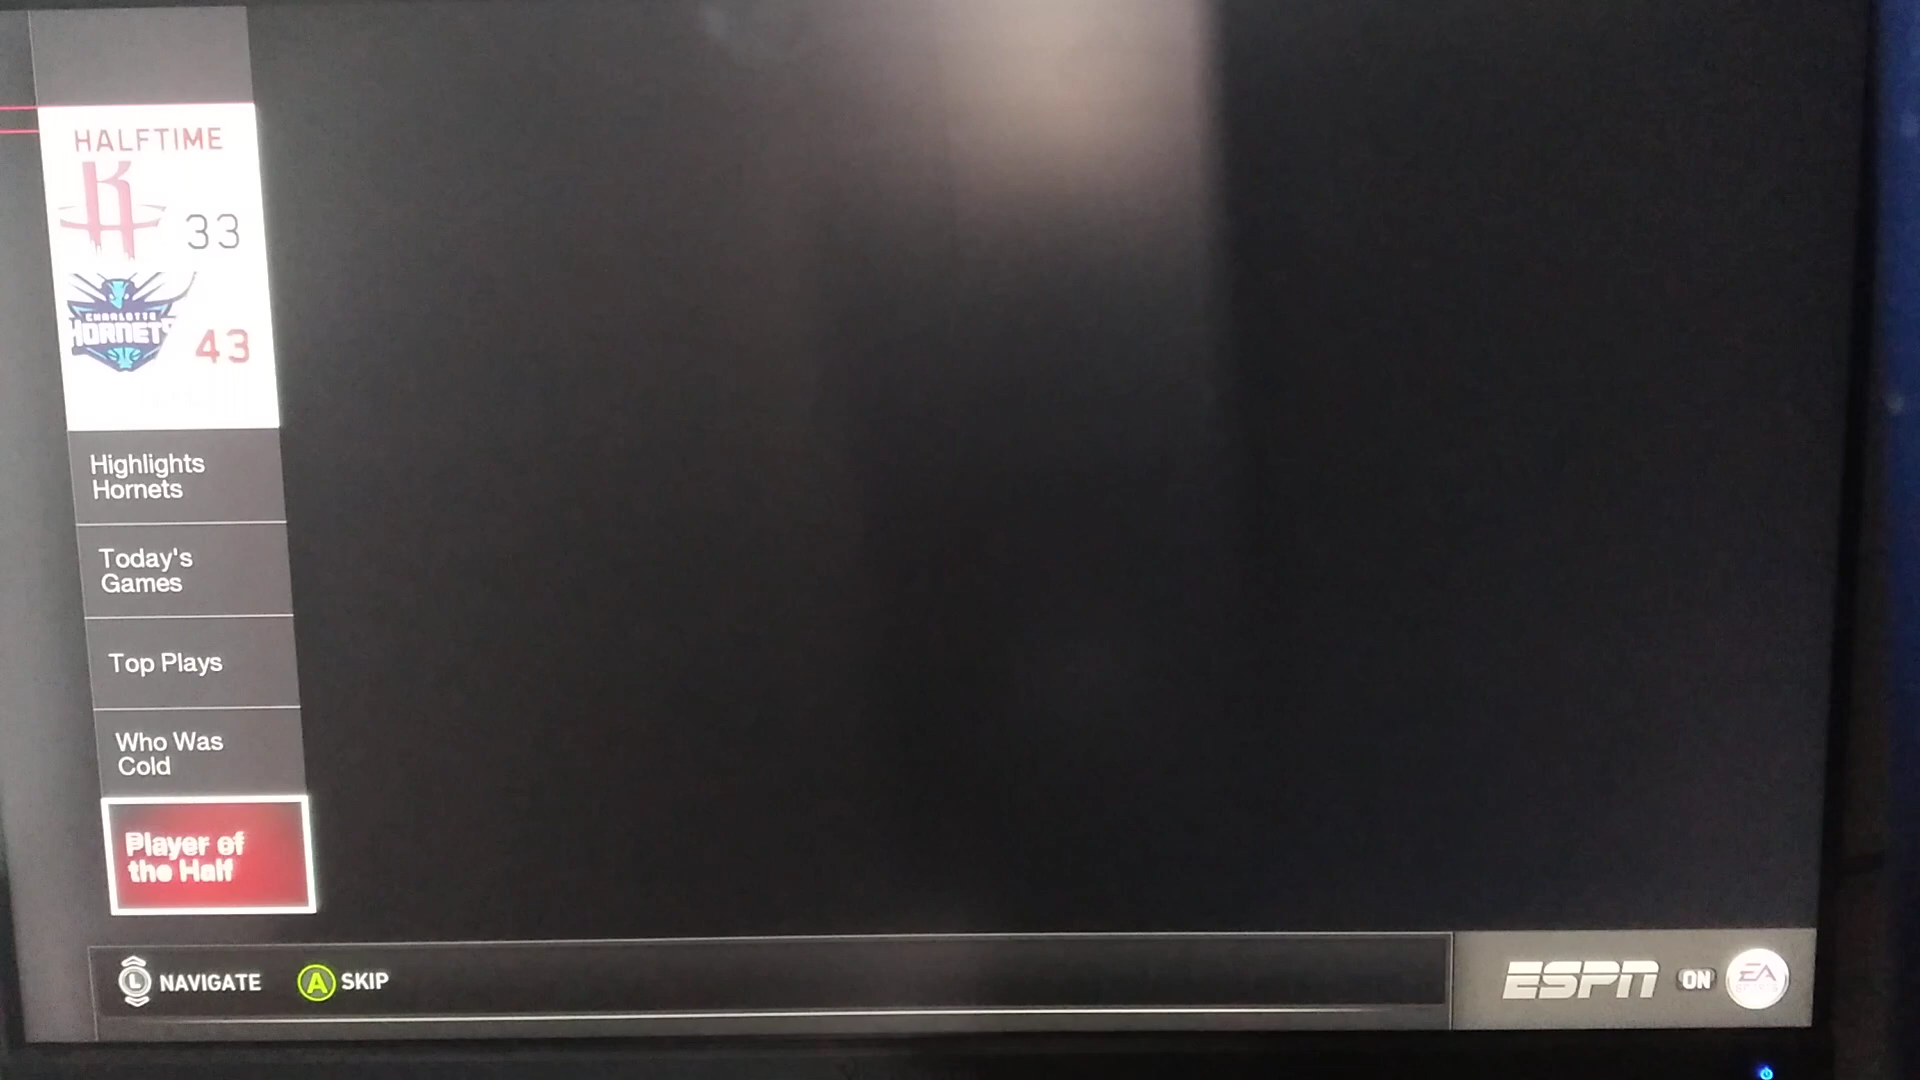 HALFTIME
33
CHARLOTTE
HORNETS
43
Highlights
Hornets
Today's
Games
Top Plays
Who Was
Cold
Player of
the Half
L NAVIGATE A SKIP
ESPN ON EA
SPORTS